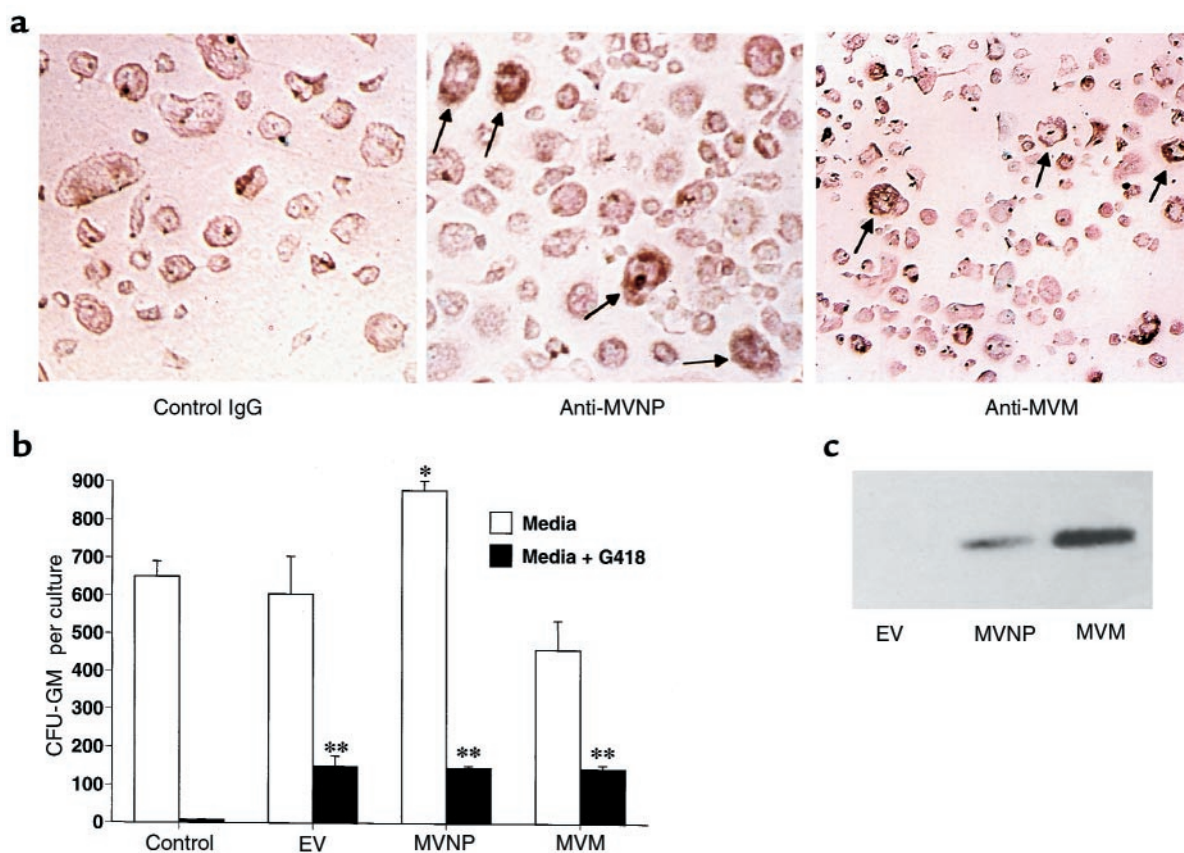 a
Control IgG
Anti-MVNP
Anti-MVM
b
CFU-GM per culture
900
800
700
600
500
400
300
200
100
0
*
**
**
**
Media
Media + G418
Control
EV
MVNP
MVM
c
EV
MVNP
MVM